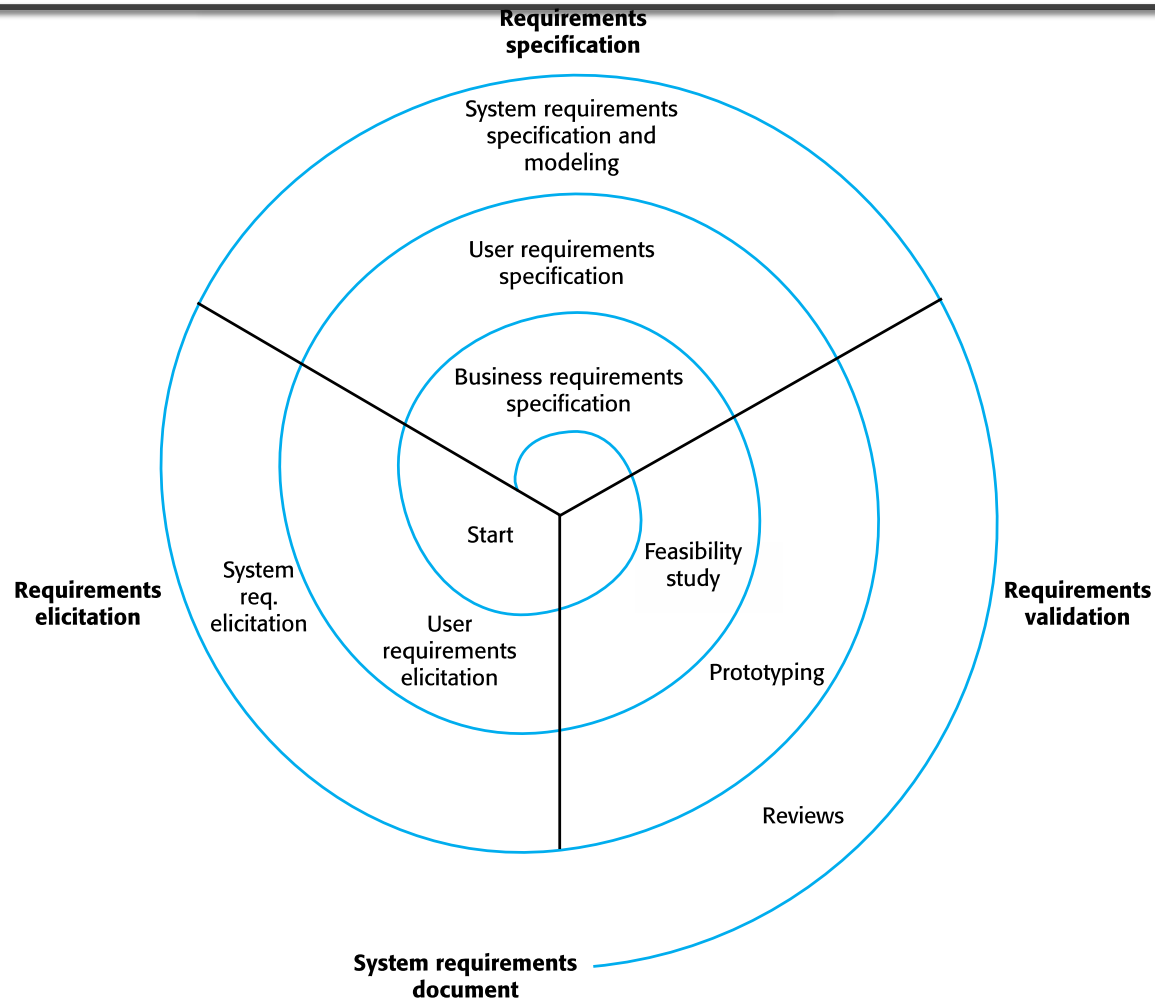 Requirements
specification
System requirements
specification and
modeling
User requirements
specification
Business requirements
specification
Start
Feasibility
study
System
req.
elicitation
Requirements
elicitation
Requirements
validation
User
requirements
elicitation
Prototyping
Reviews
System requirements
document